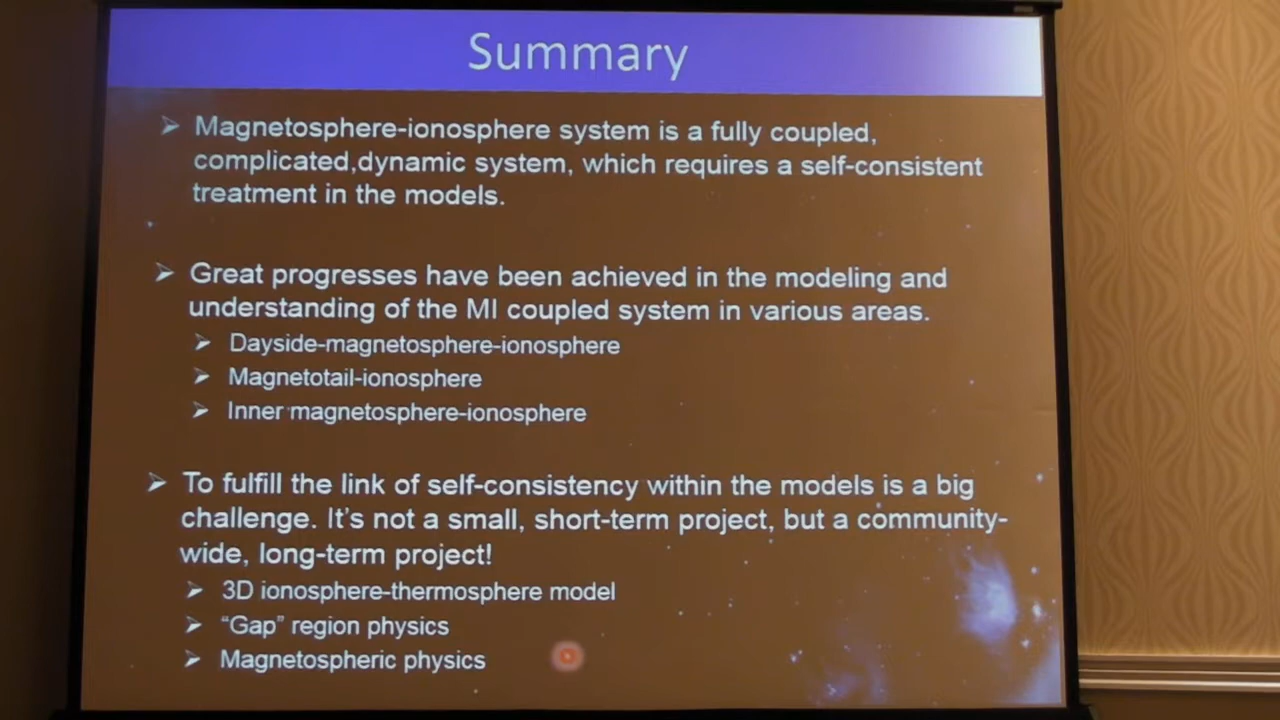 Summary
➢ Magnetosphere-ionosphere system is a fully coupled,
complicated,dynamic system, which requires a self-consistent
treatment in the models.
➢ Great progresses have been achieved in the modeling and
understanding of the MI coupled system in various areas.
➢ Dayside-magnetosphere-ionosphere
➢ Magnetotail-ionosphere
➢ Inner magnetosphere-ionosphere
➢ To fulfill the link of self-consistency within the models is a big
challenge. It's not a small, short-term project, but a community-
wide, long-term project!
➢ 3D ionosphere-thermosphere model
➢ "Gap" region physics
➢ Magnetospheric physics